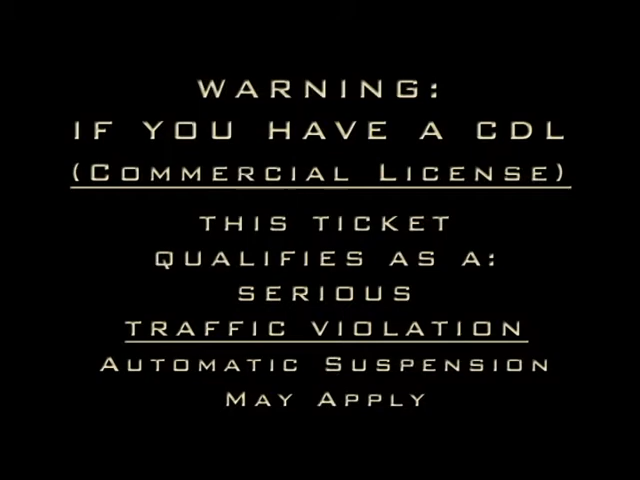 WARNING:
IF YOU HAVE A CDL
(COMMERCIAL LICENSE)
THIS TICKET
QUALIFIES AS A:
SERIOUS
TRAFFIC VIOLATION
AUTOMATIC SUSPENSION
MAY APPLY